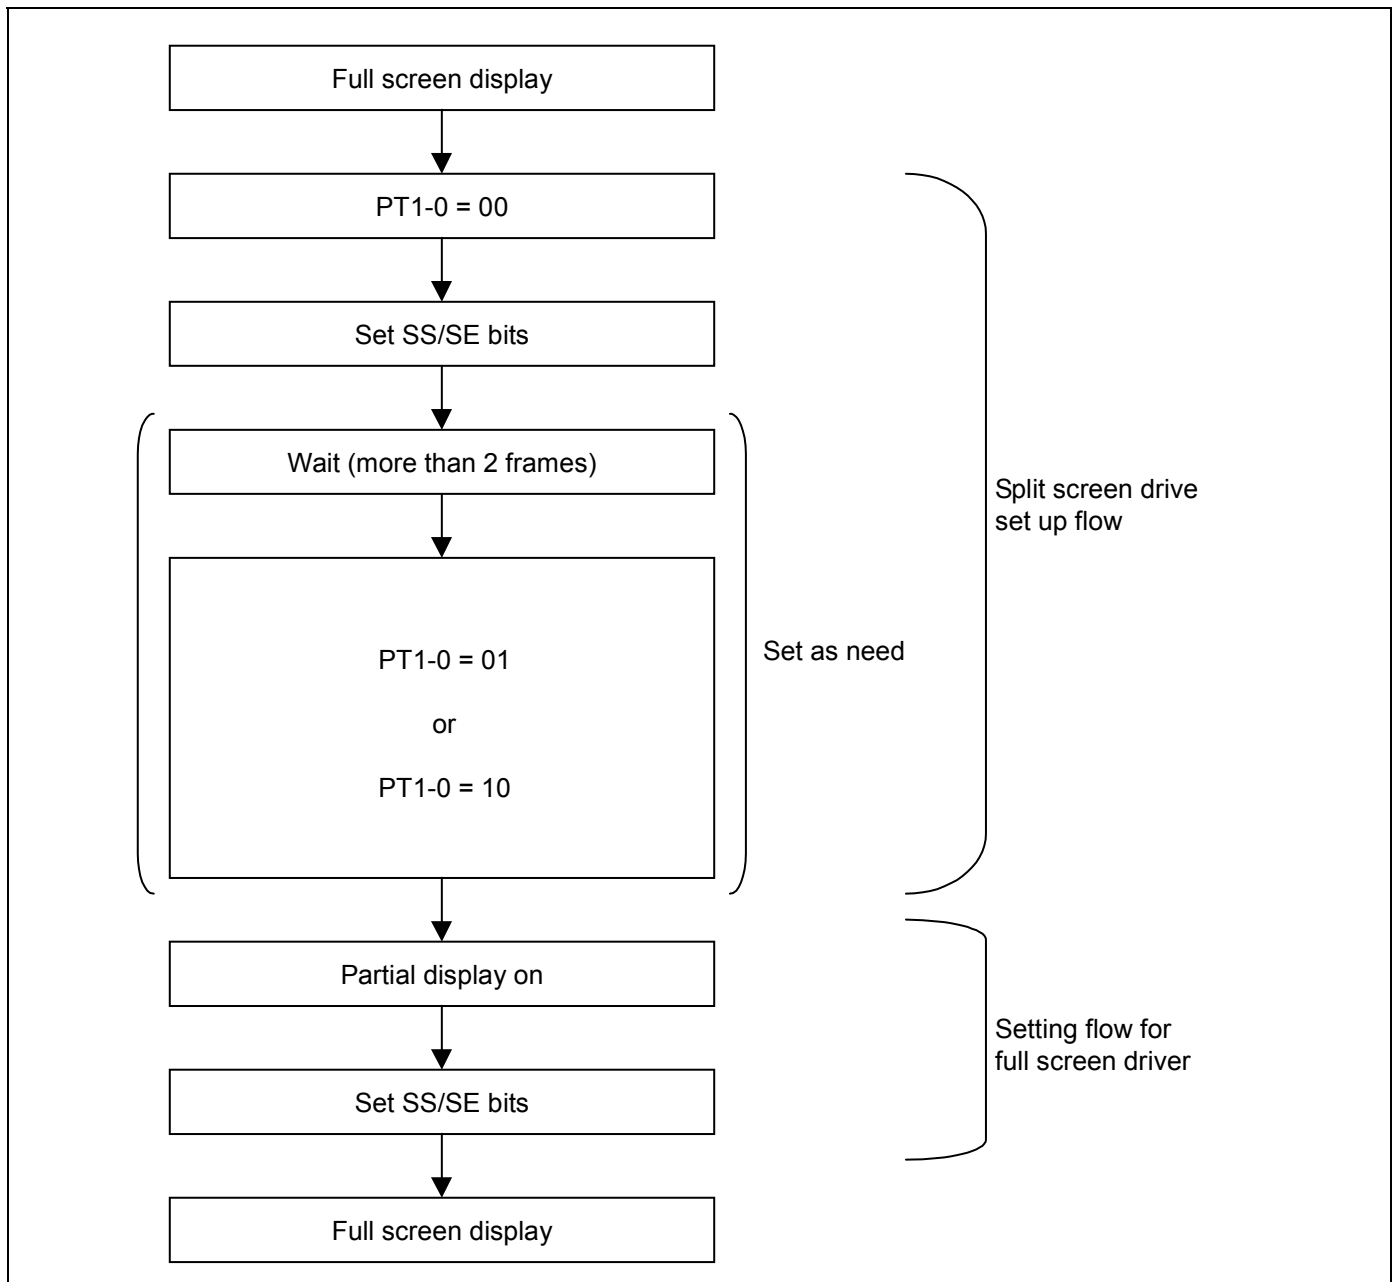 Full screen display
PT1-0 = 00
Set SS/SE bits
Wait (more than 2 frames)
Split screen drive
set up flow
PT1-0 = 01
Set as need
or
PT1-0 = 10
Partial display on
Setting flow for
full screen driver
Set SS/SE bits
Full screen display